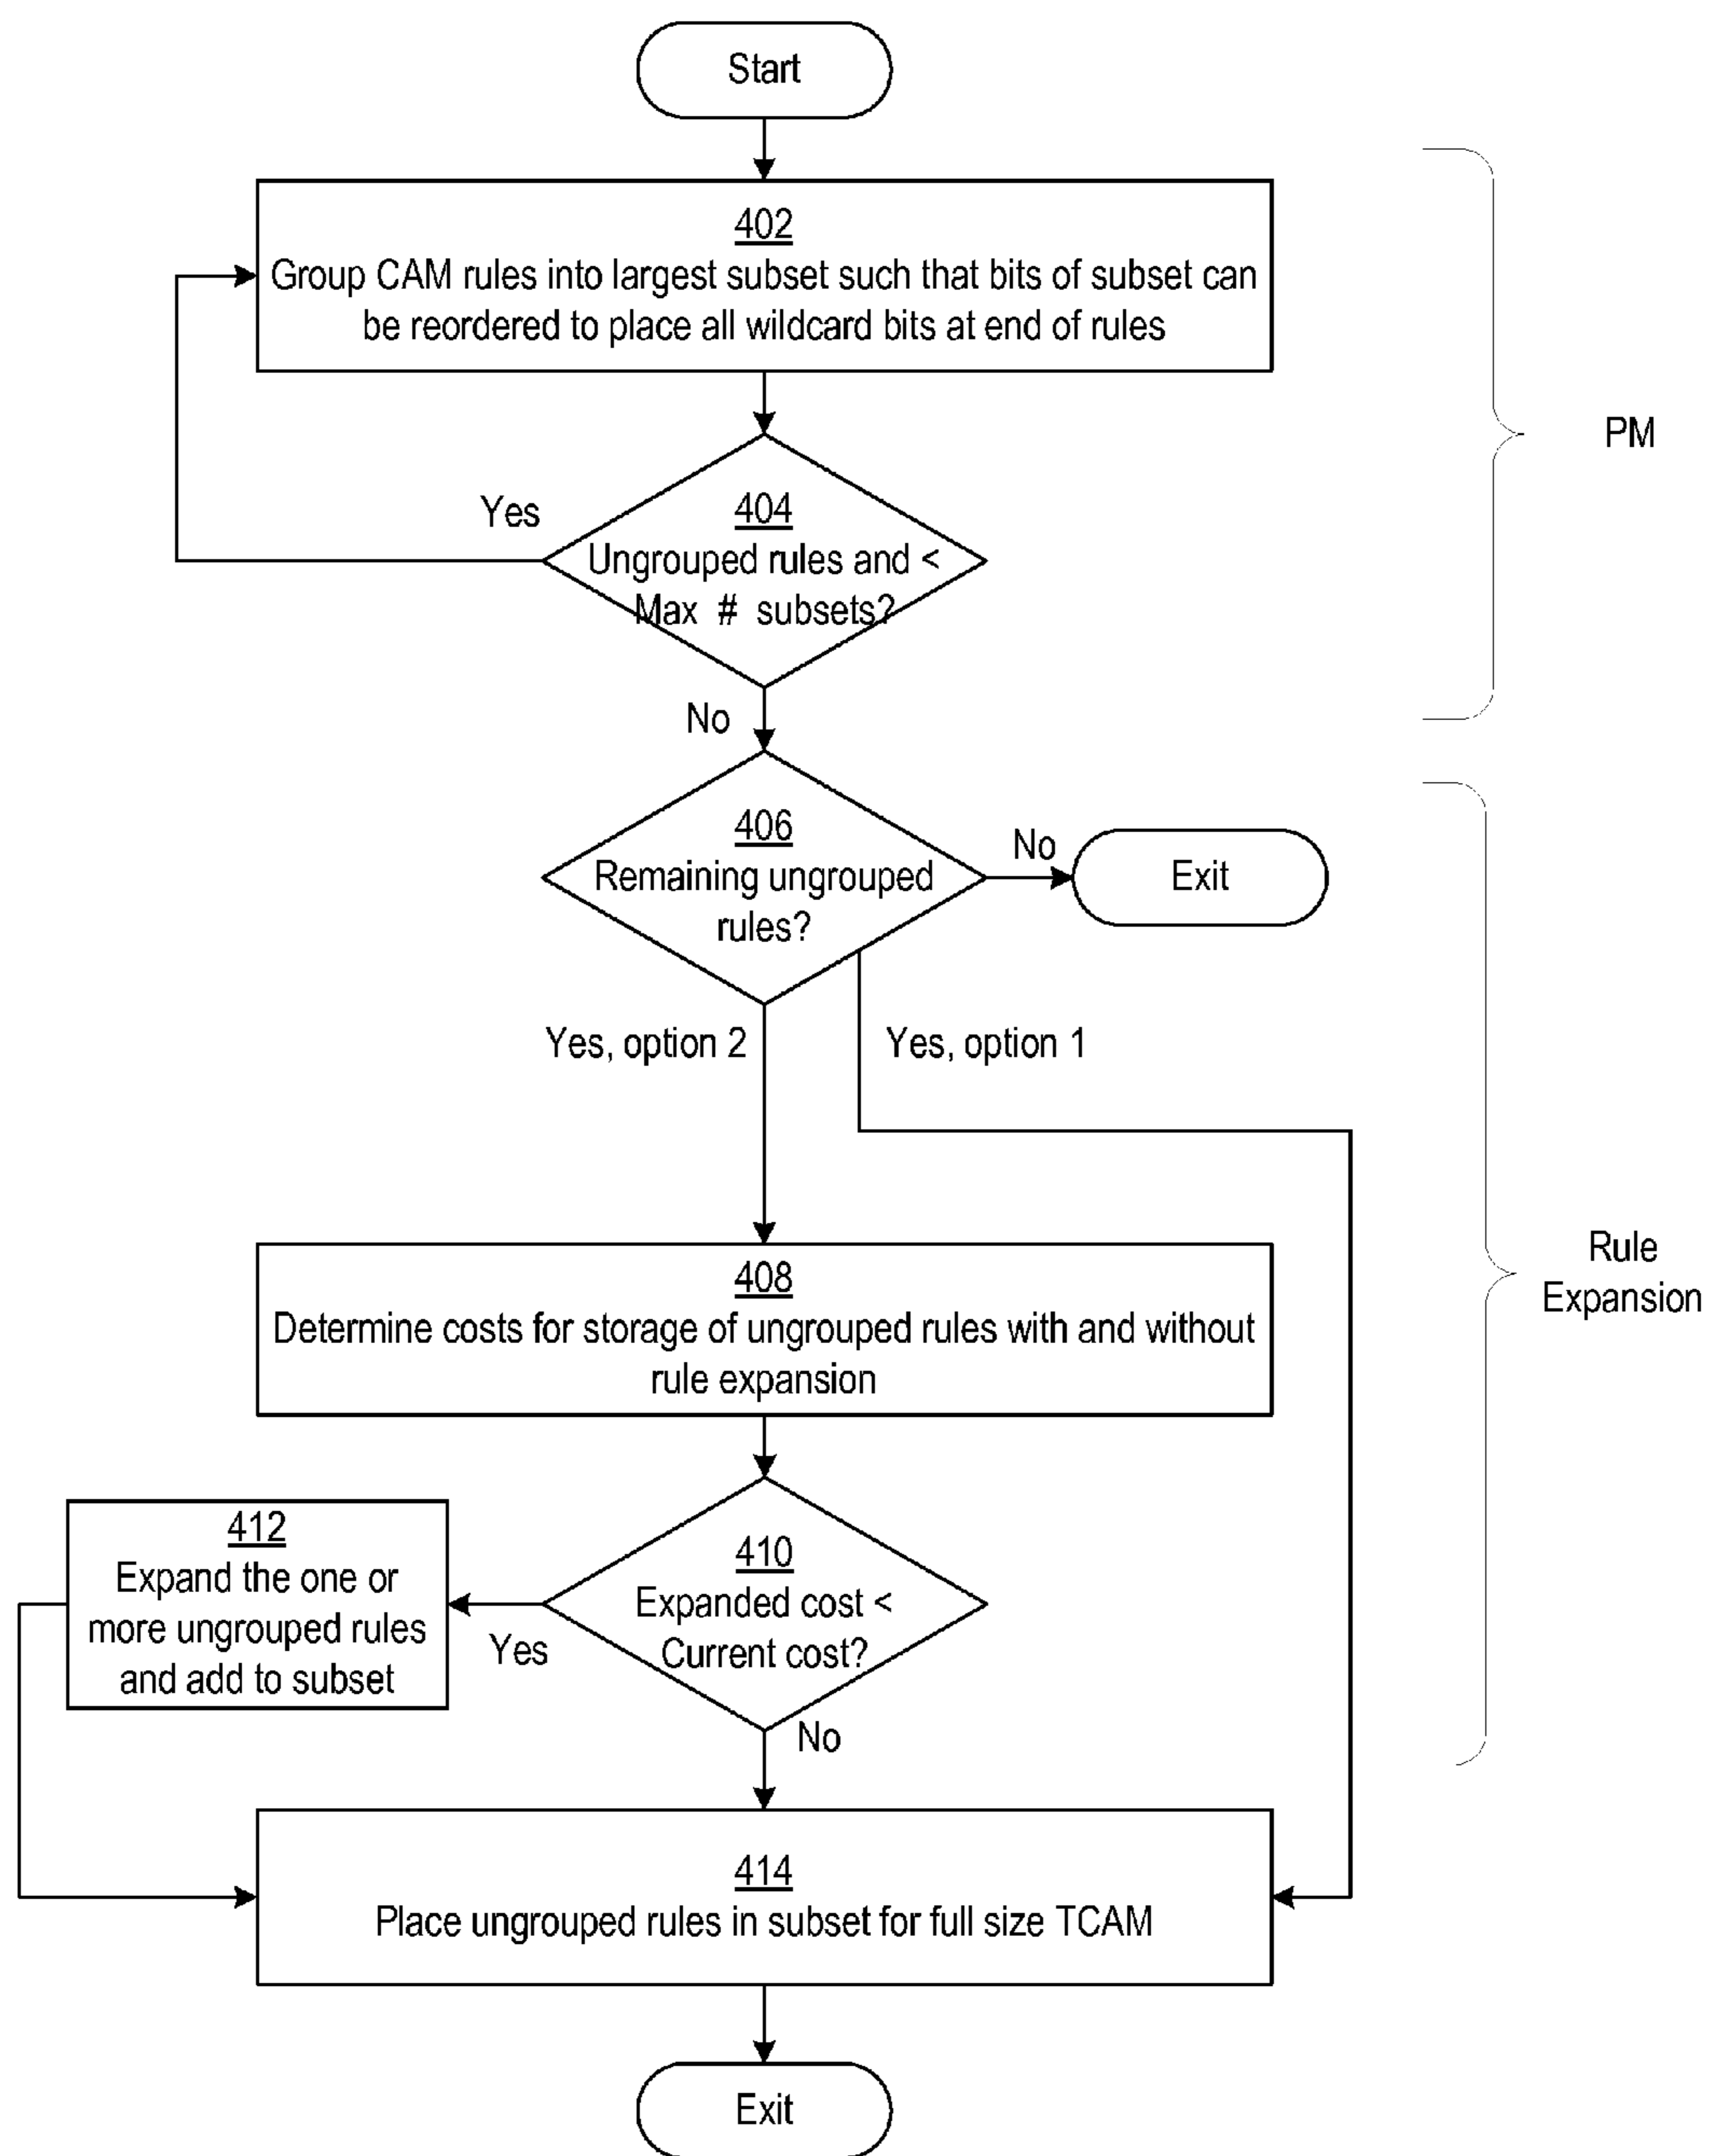 Start
402
Group CAM rules into largest subset such that bits of subset can
be reordered to place all wildcard bits at end of rules
PM
Yes
404
Ungrouped rules and <
Max # subsets?
No
406
Remaining ungrouped
rules?
No
Exit
Yes, option 2
Yes, option 1
Rule
Expansion
408
Determine costs for storage of ungrouped rules with and without
rule expansion
412
Expand the one or
more ungrouped rules
and add to subset
Yes
410
Expanded cost <
Current cost?
No
414
Place ungrouped rules in subset for full size TCAM
Exit